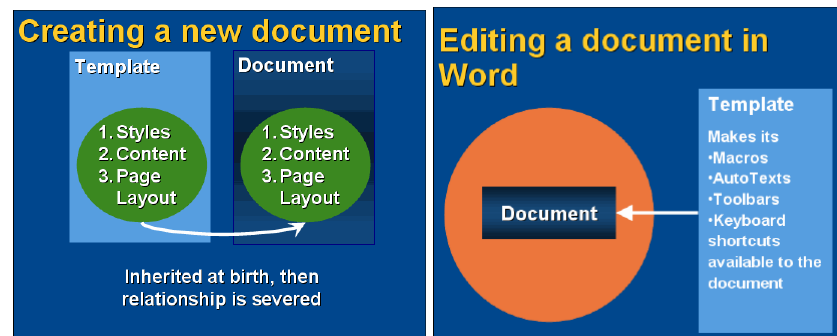 Creating a new document
Template
Document
1. Styles
2. Content
3. Page
Layout
1. Styles
2. Content
3. Page
Layout
Inherited at birth, then
relationship is severed
Editing a document in
Word
Document
Template
Makes its
•Macros
•AutoTexts
•Toolbars
•Keyboard
shortcuts
available to the
document